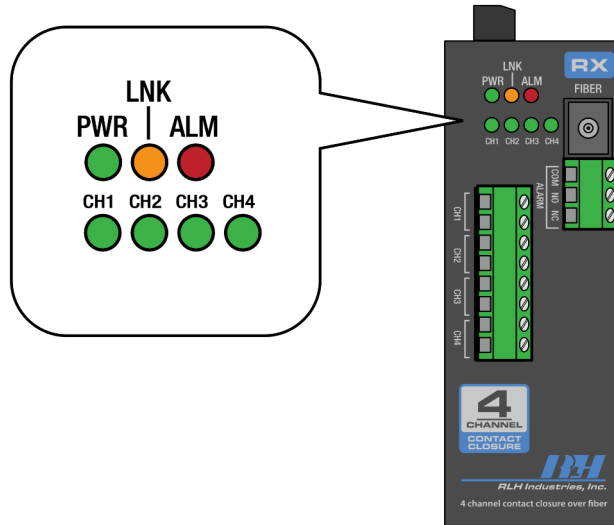 LNK
PWR ALM
CH1 CH2 CH3 CH4
RX
LNK
PWR ALM
FIBER
CH1 CH2 CH3 CH4
COM NO NC
ALARM
CH1
CH2
CH3
CH4
4
CHANNEL
CONTACT
CLOSURE
RLH
RLH Industries, Inc.
4 channel contact closure over fiber